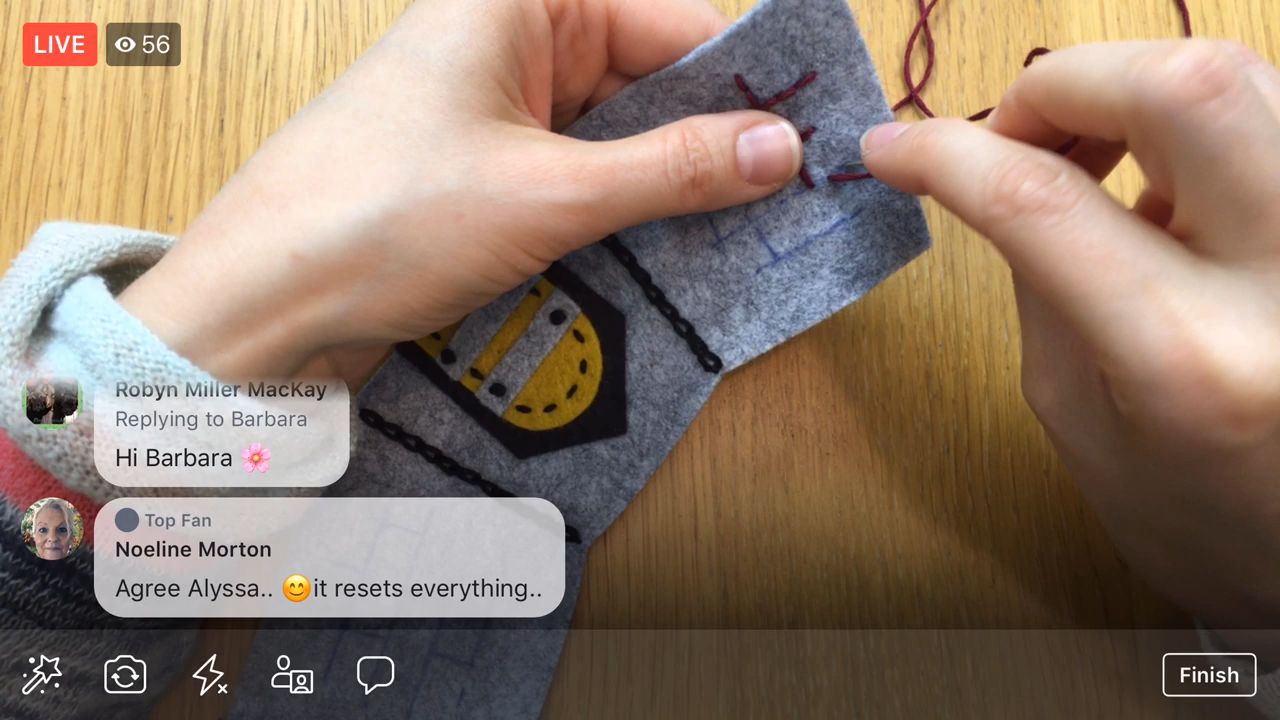 LIVE
56
Robyn Miller MacKay
Replying to Barbara
Hi Barbara 🌸
Top Fan
Noeline Morton
Agree Alyssa.. 😊it resets everything..
Finish